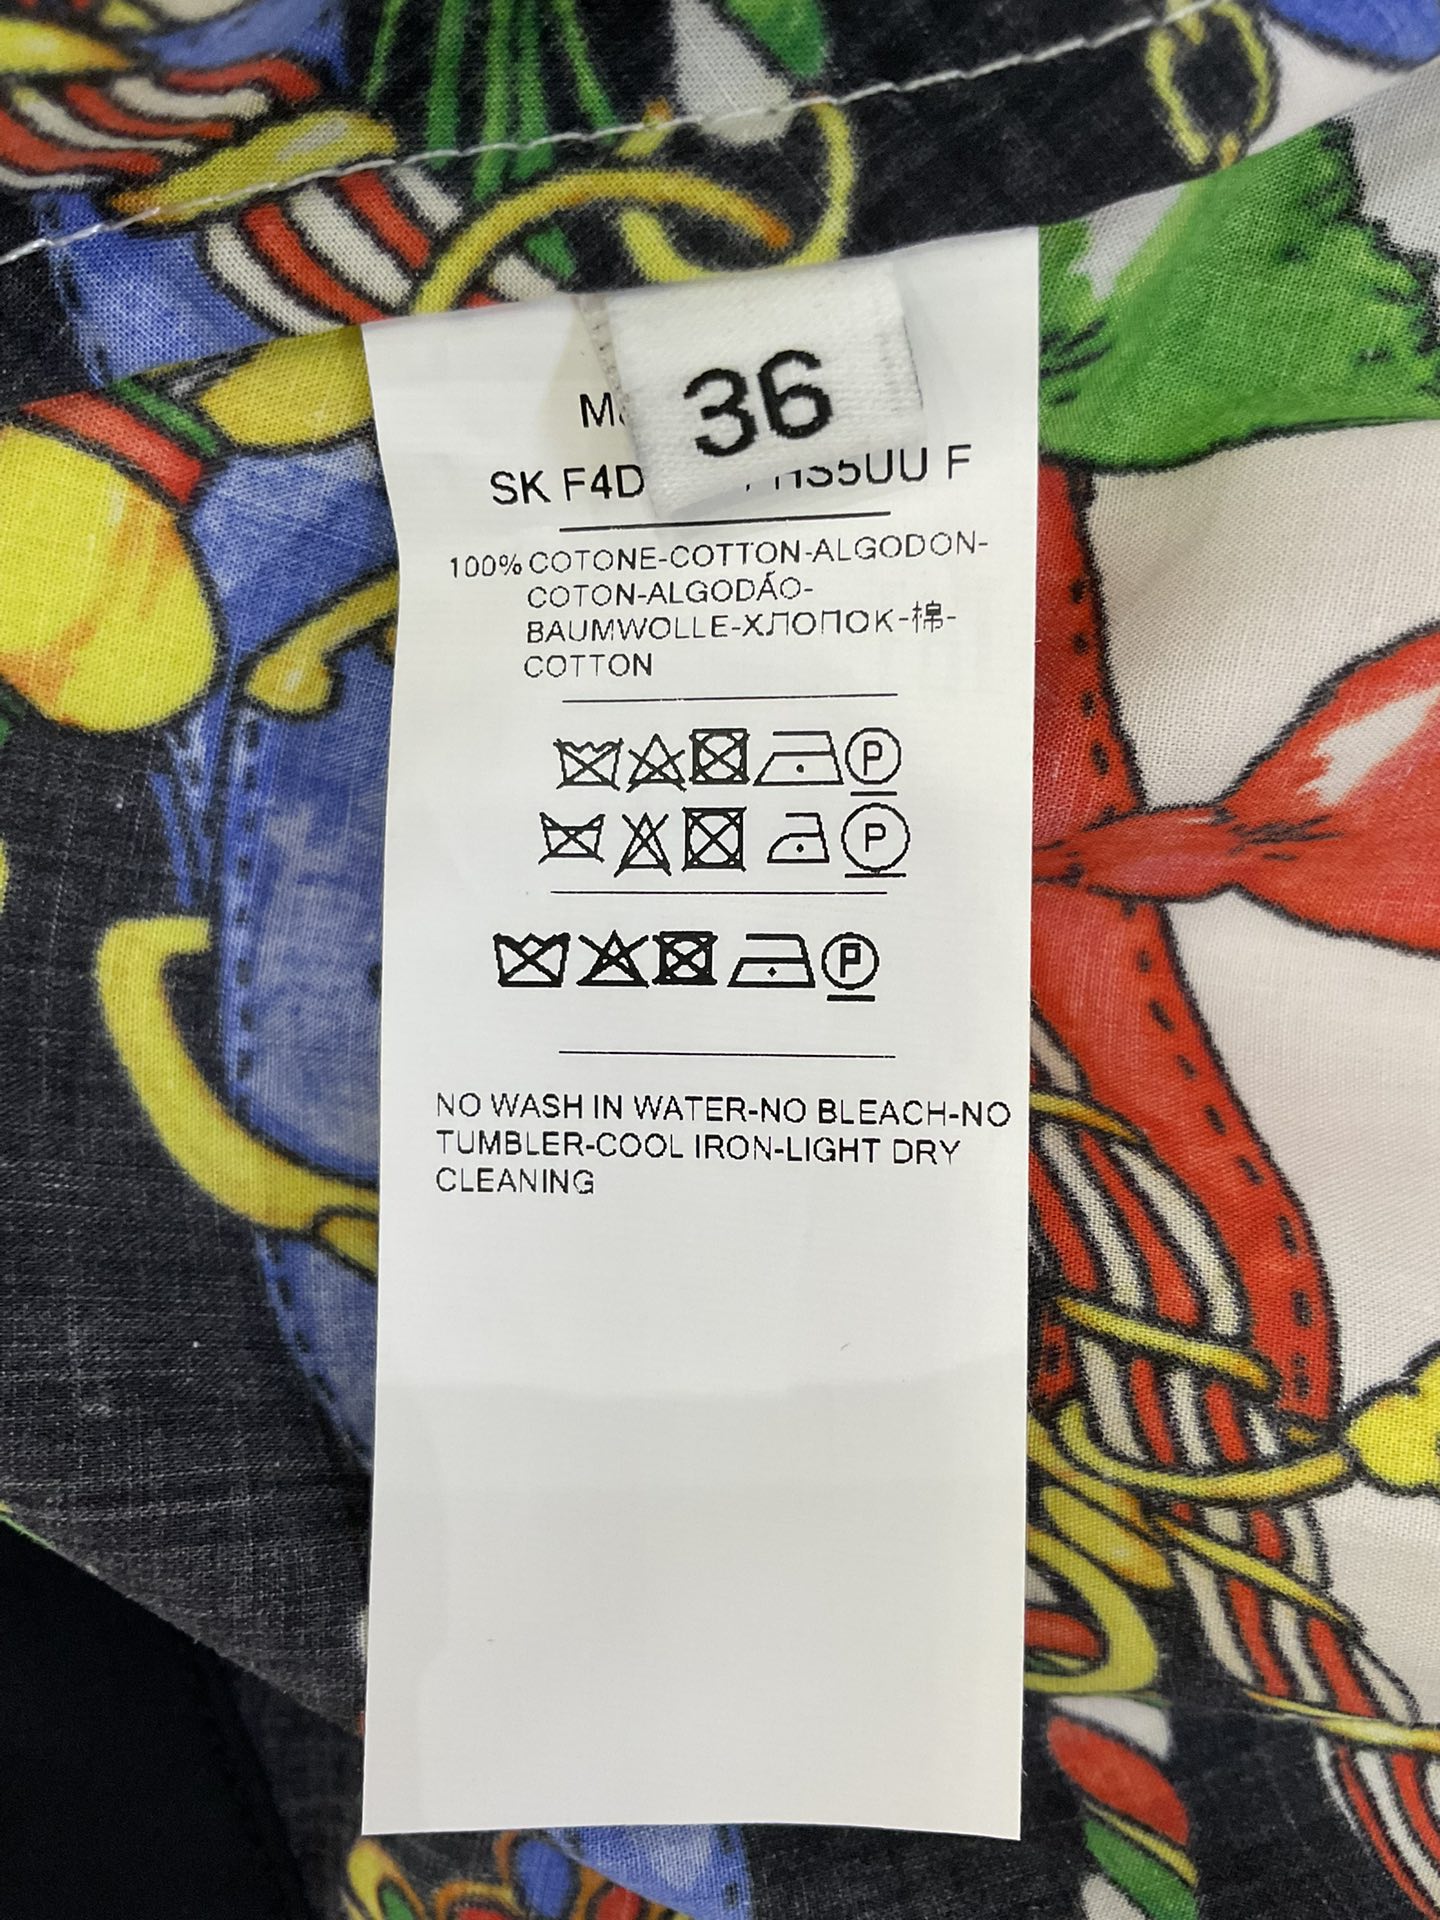 36
SK F4D F
100% COTONE-COTTON-ALGODON-
COTON-ALGODÃO-
BAUMWOLLE-ХЛОПОК-棉-
COTTON
P
P
P
NO WASH IN WATER-NO BLEACH-NO
TUMBLER-COOL IRON-LIGHT DRY
CLEANING